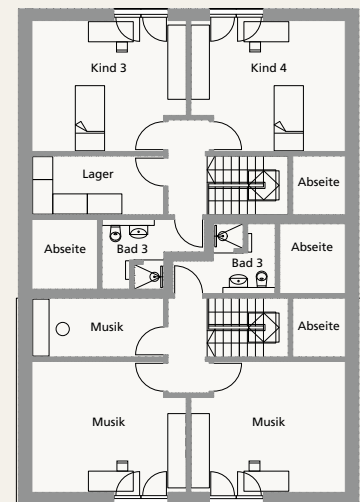 Kind 3
Kind 4
Lager
Abseite
Abseite
Bad 3
Bad 3
Abseite
Musik
Abseite
Musik
Musik